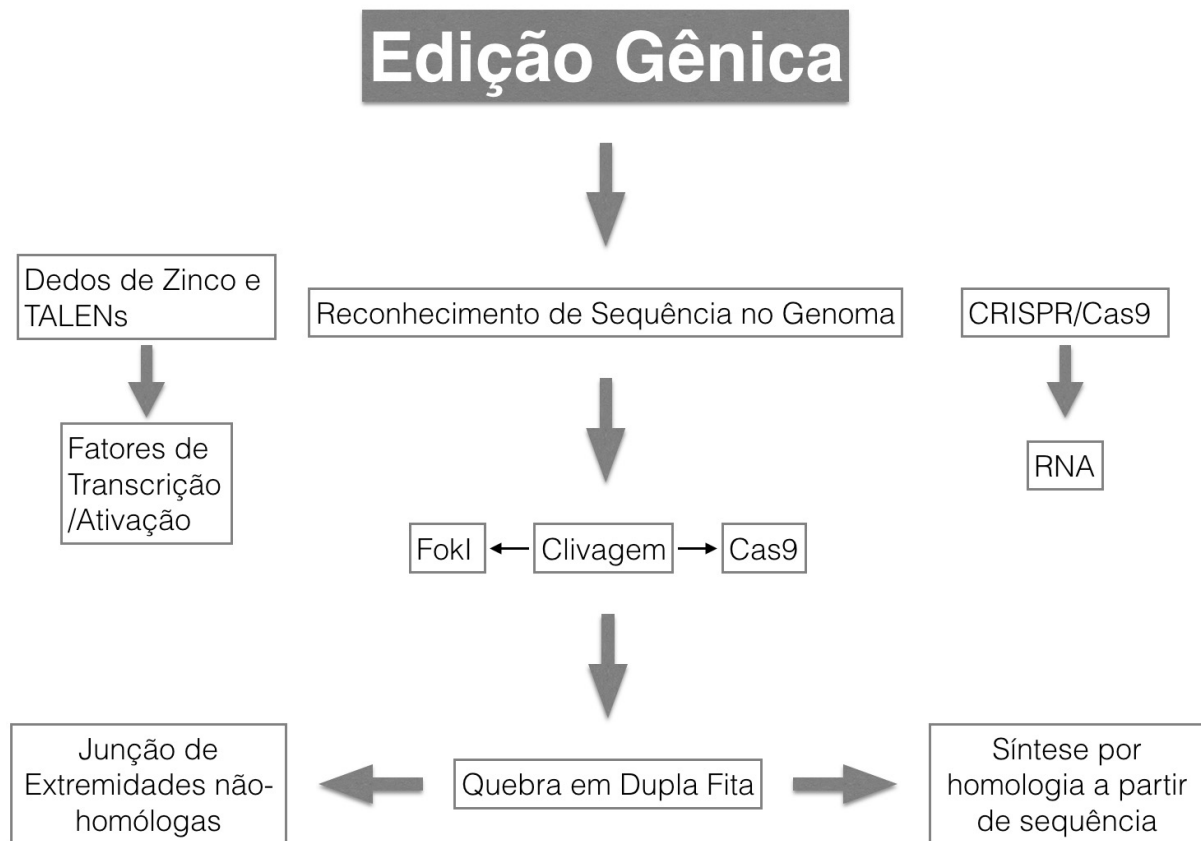 Edição Gênica
Dedos de Zinco e
TALENs
Reconhecimento de Sequência no Genoma
CRISPR/Cas9
Fatores de
Transcrição
/Ativação
RNA
FokI
Clivagem
Cas9
Junção de
Extremidades não-
homólogas
Quebra em Dupla Fita
Síntese por
homologia a partir
de sequência